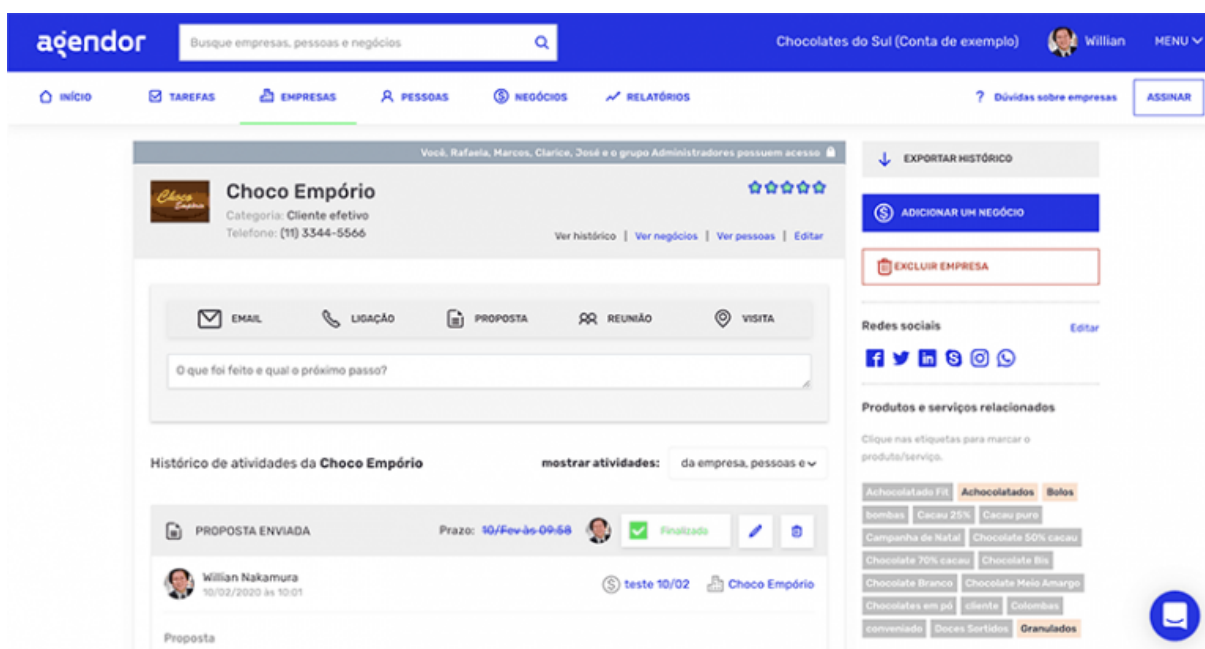 agendor
Busque empresas, pessoas e negócios
Chocolates do Sul (Conta de exemplo)
Willian
MENU
INÍCIO
TAREFAS
EMPRESAS
PESSOAS
NEGÓCIOS
RELATÓRIOS
? Dúvidas sobre empresas
ASSINAR
Você, Rafaela, Marcos, Clarice, José e o grupo Administradores possuem acesso
Choco Empório
Choco Empório
Categoria: Cliente efetivo
Telefone: (11) 3344-5566
Ver histórico | Ver negócios | Ver pessoas | Editar
EMAIL
LIGAÇÃO
PROPOSTA
REUNIÃO
VISITA
O que foi feito e qual o próximo passo?
Histórico de atividades da Choco Empório
mostrar atividades:
da empresa, pessoas e
PROPOSTA ENVIADA
Prazo: 10/Fev às 09:58
Finalizado
Willian Nakamura
10/02/2020 às 10:01
teste 10/02
Choco Empório
Proposta
EXPORTAR HISTÓRICO
ADICIONAR UM NEGÓCIO
EXCLUIR EMPRESA
Redes sociais
Editar
Produtos e serviços relacionados
Clique nas etiquetas para marcar o
produto/serviço.
Achocolatado Fit Achocolatados Bolos
bombas Cacau 25% Cacau puro
Campanha de Natal Chocolate 50% cacau
Chocolate 70% cacau Chocolate Bis
Chocolate Branco Chocolate Meio Amargo
Chocolates em pó cliente Colombas
conveniado Doces Sortidos Granulados